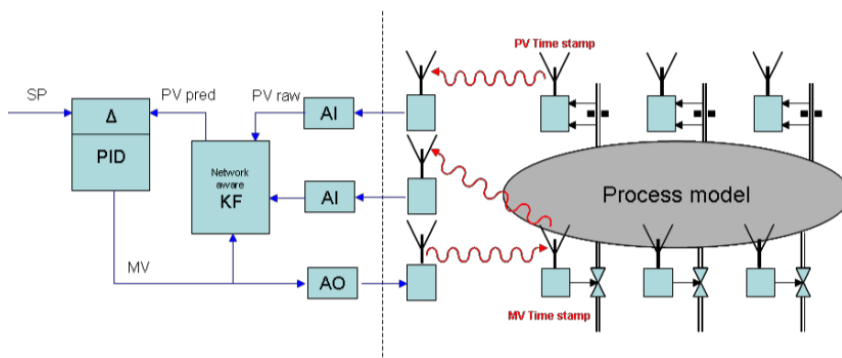 PV Time stamp
SP
PV pred
PV raw
AI
Δ
PID
Network
aware
KF
AI
Process model
MV
AO
MV Time stamp